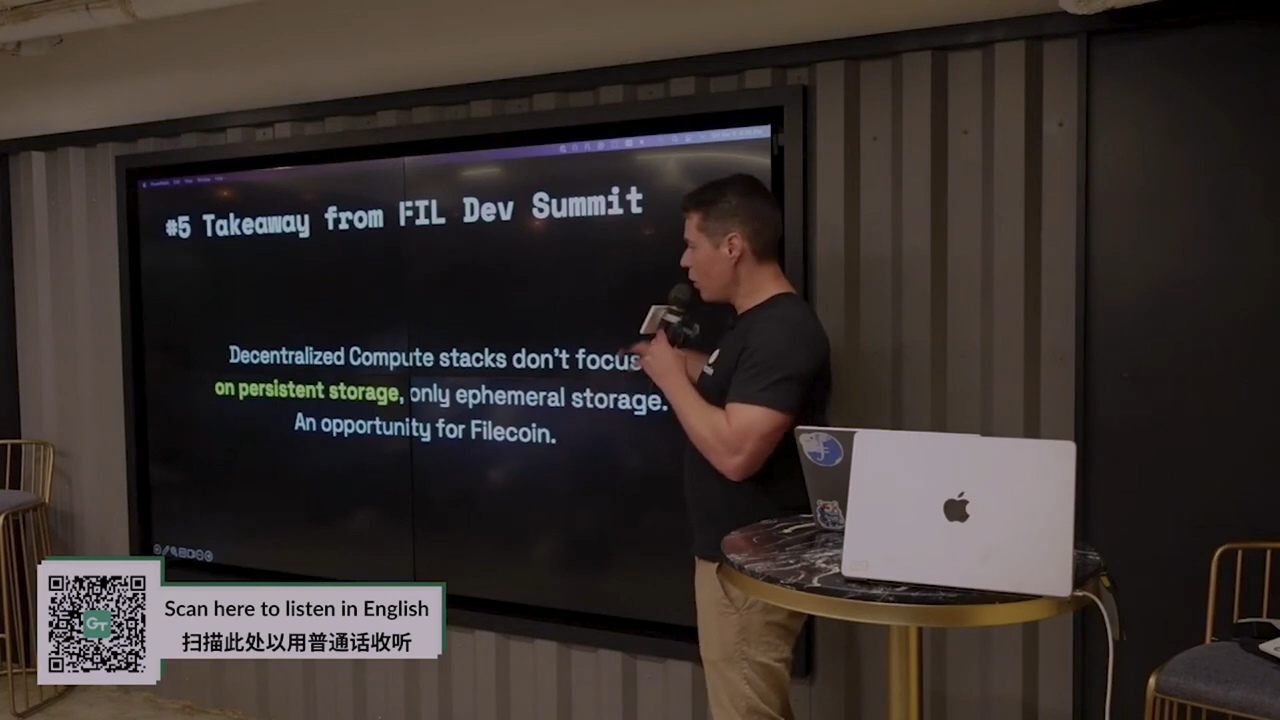 #5 Takeaway from FIL Dev Summit
Decentralized Compute stacks don't focus
on persistent storage, only ephemeral storage.
An opportunity for Filecoin.
GT
Scan here to listen in English
扫描此处以用普通话收听